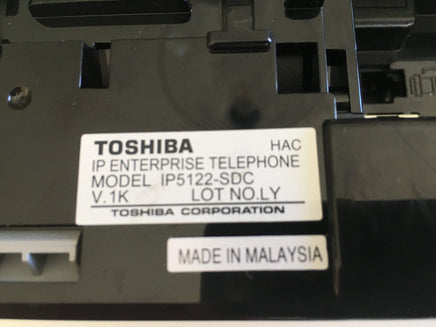 TOSHIBA HAC
IP ENTERPRISE TELEPHONE
MODEL IP5122-SDC
V.1K LOT NO.LY
TOSHIBA CORPORATION
MADE IN MALAYSIA